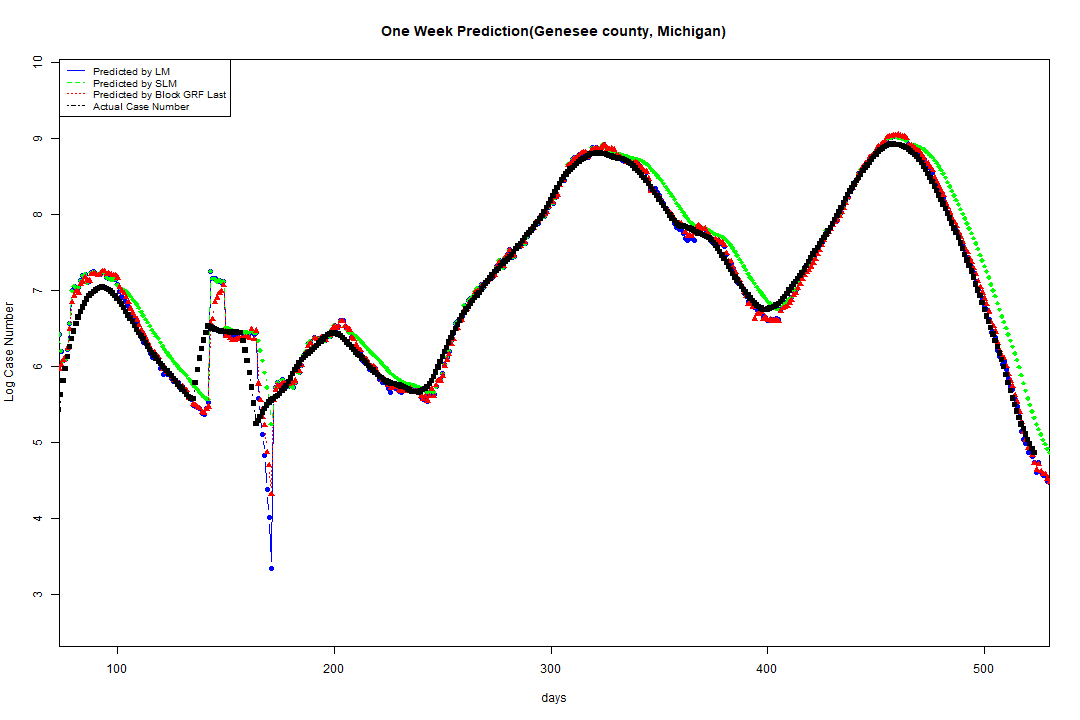 One Week Prediction(Genesee county, Michigan)
Predicted by LM
Predicted by SLM
Predicted by Block GRF Last
Actual Case Number
10
9
8
7
6
5
4
3
Log Case Number
100 200 300 400 500
days